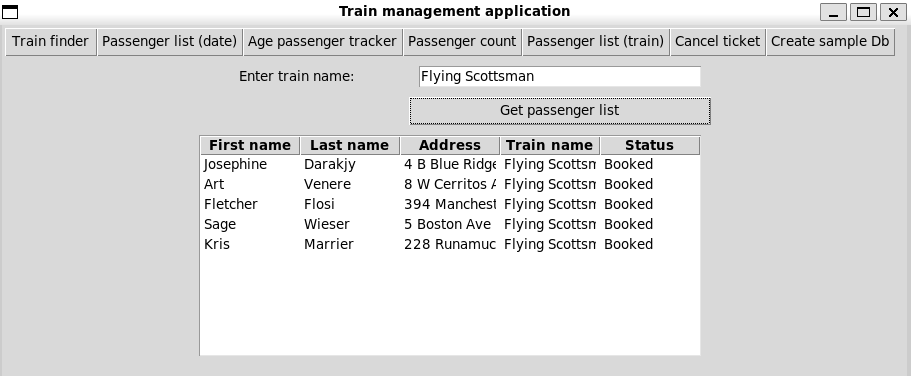 Train management application
Train finder Passenger list (date) Age passenger tracker Passenger count Passenger list (train) Cancel ticket Create sample Db
Enter train name: Flying Scottsman
Get passenger list
First name Last name Address Train name Status
Josephine Darakjy 4 B Blue Ridge Flying Scottsm Booked
Art Venere 8 W Cerritos A Flying Scottsm Booked
Fletcher Flosi 394 Manchest Flying Scottsm Booked
Sage Wieser 5 Boston Ave Flying Scottsm Booked
Kris Marrier 228 Runamuc Flying Scottsm Booked